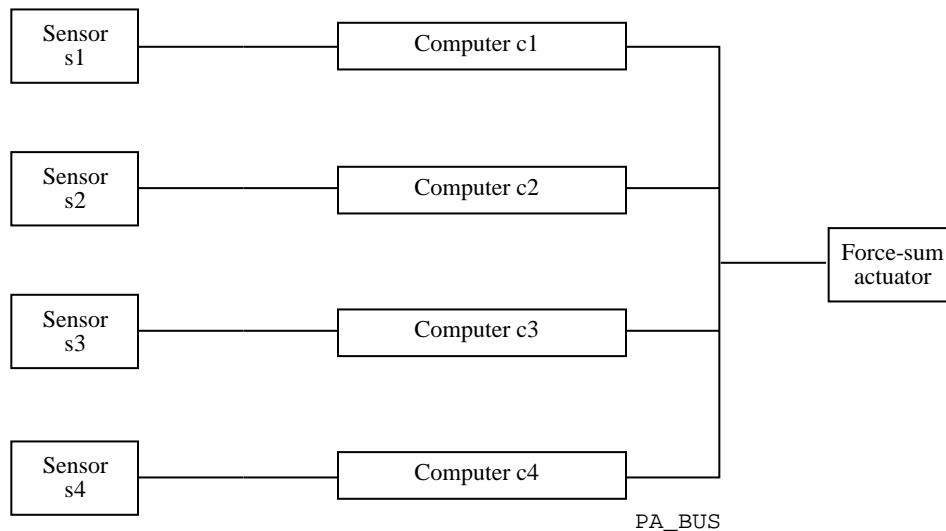 Sensor
s1
Computer c1
Sensor
s2
Computer c2
Force-sum
actuator
Sensor
s3
Computer c3
Sensor
s4
Computer c4
PA_BUS